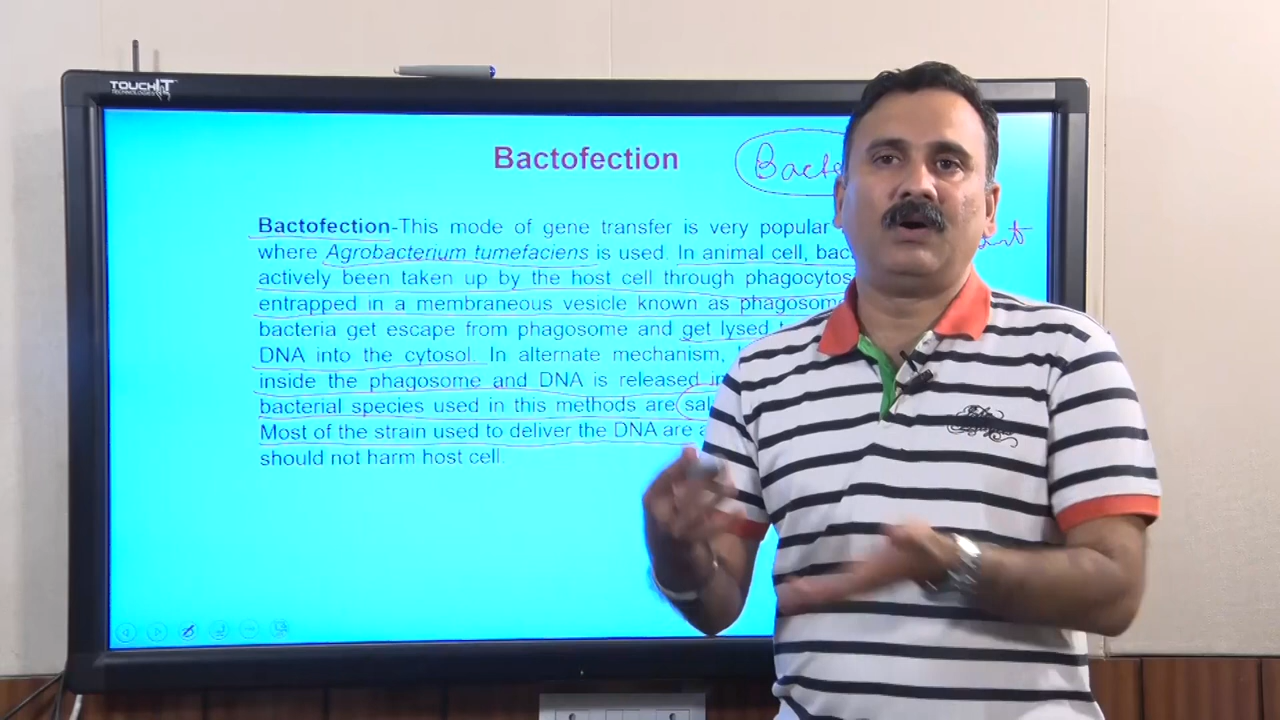 TOUCHIT
TECHNOLOGIES
Bactofection
Bactofection-This mode of gene transfer is very popular
where Agrobacterium tumefaciens is used. In animal cell,
actively been taken up by the host cell through
entrapped in a membraneous vesicle known as phagosome
bacteria get escape from phagosome and get lysed
DNA into the cytosol. In alternate mechanism,
inside the phagosome and DNA is released
bacterial species used in this methods are
Most of the strain used to deliver the DNA are
should not harm host cell.